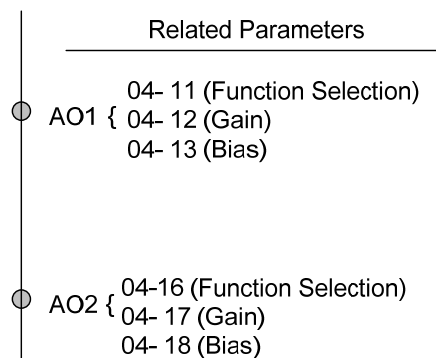 Related Parameters
04- 11 (Function Selection)
AO1 { 04- 12 (Gain)
04- 13 (Bias)
04-16 (Function Selection)
AO2 { 04- 17 (Gain)
04- 18 (Bias)